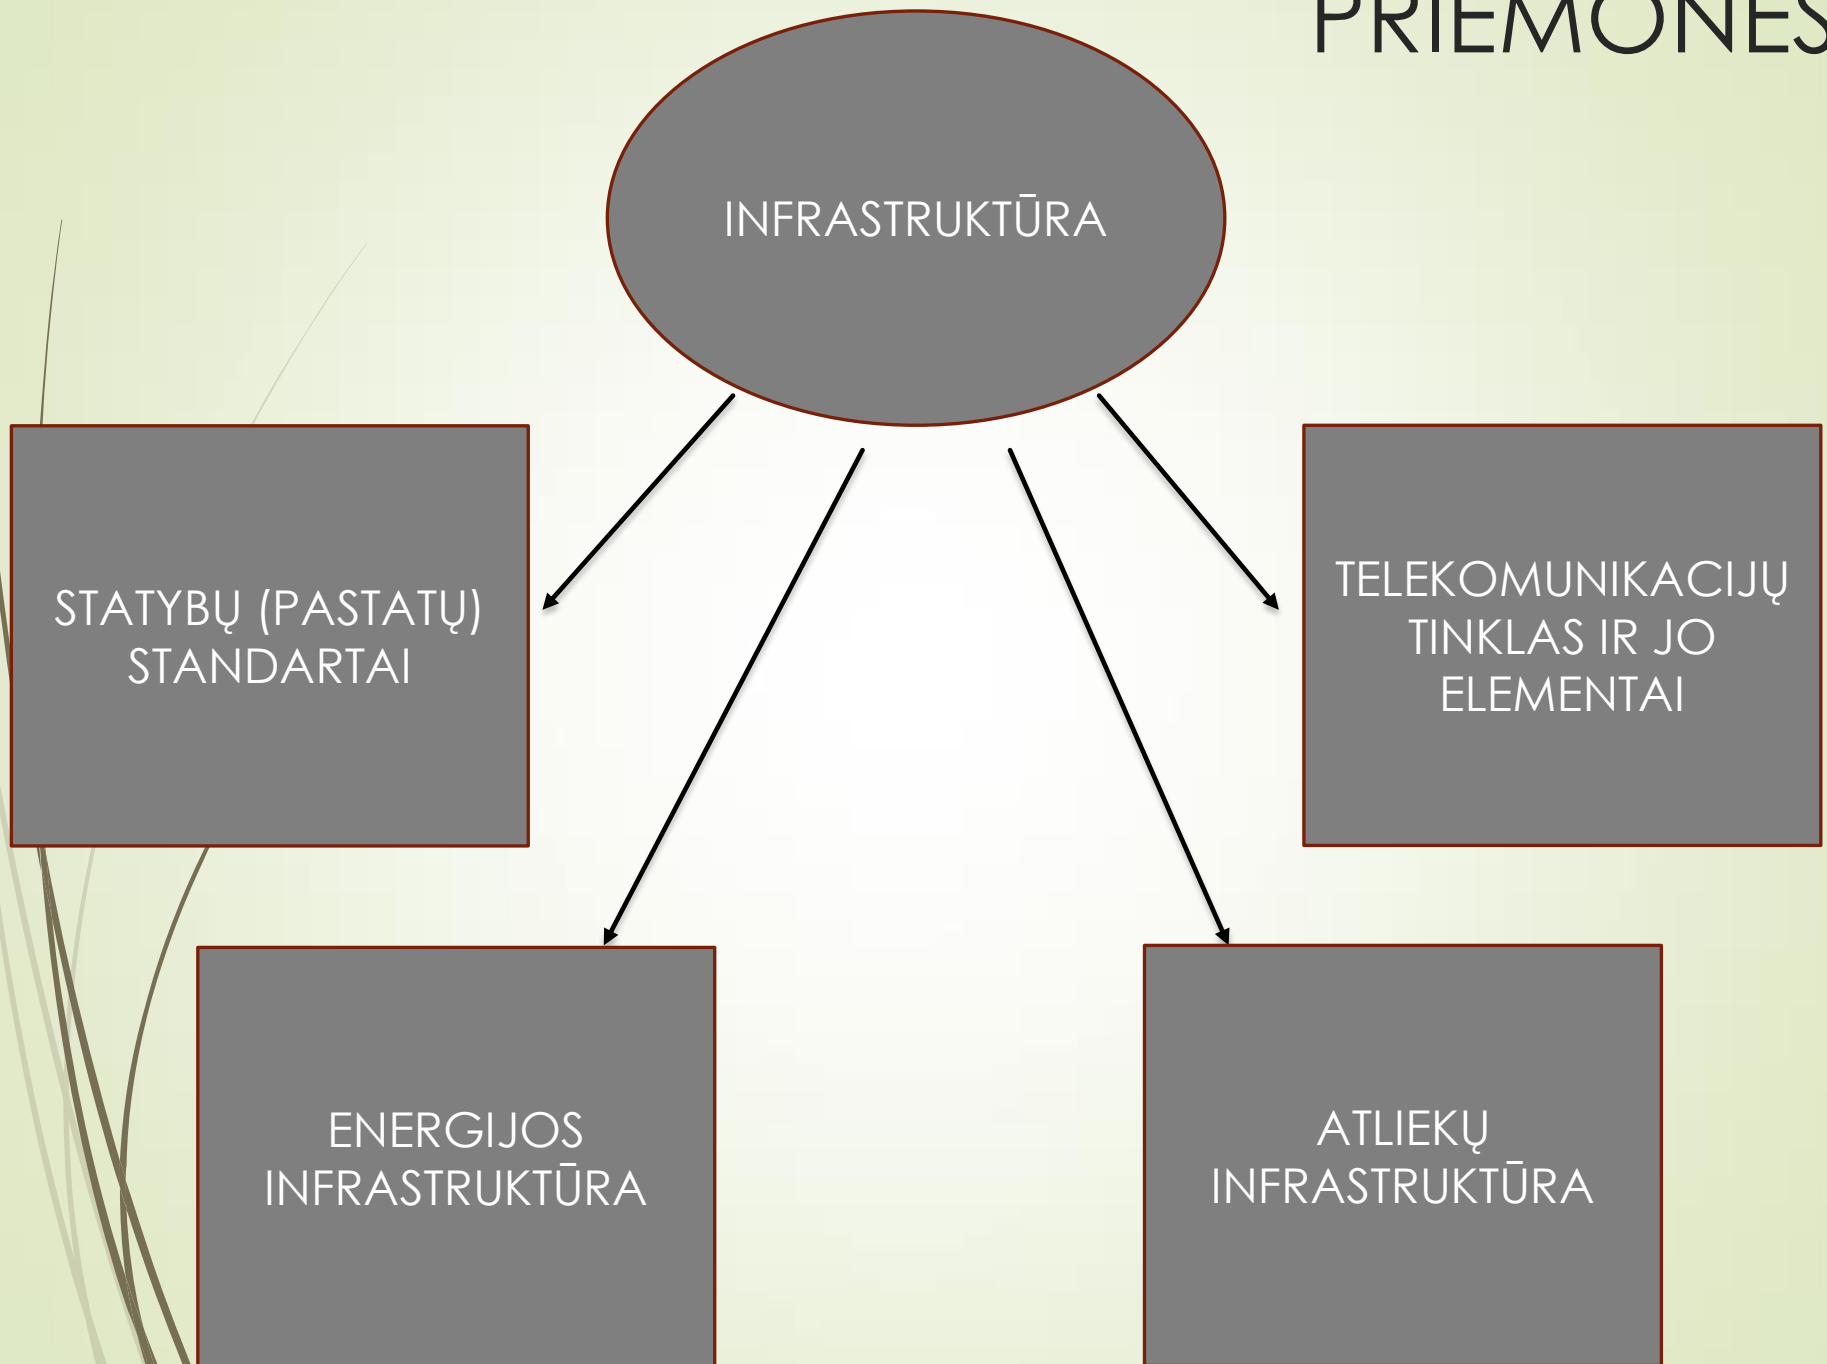 PRIEMONĖS
INFRASTRUKTŪRA
STATYBŲ (PASTATŲ)
STANDARTAI
TELEKOMUNIKACIJŲ
TINKLAS IR JO
ELEMENTAI
ENERGIJOS
INFRASTRUKTŪRA
ATLIEKŲ
INFRASTRUKTŪRA